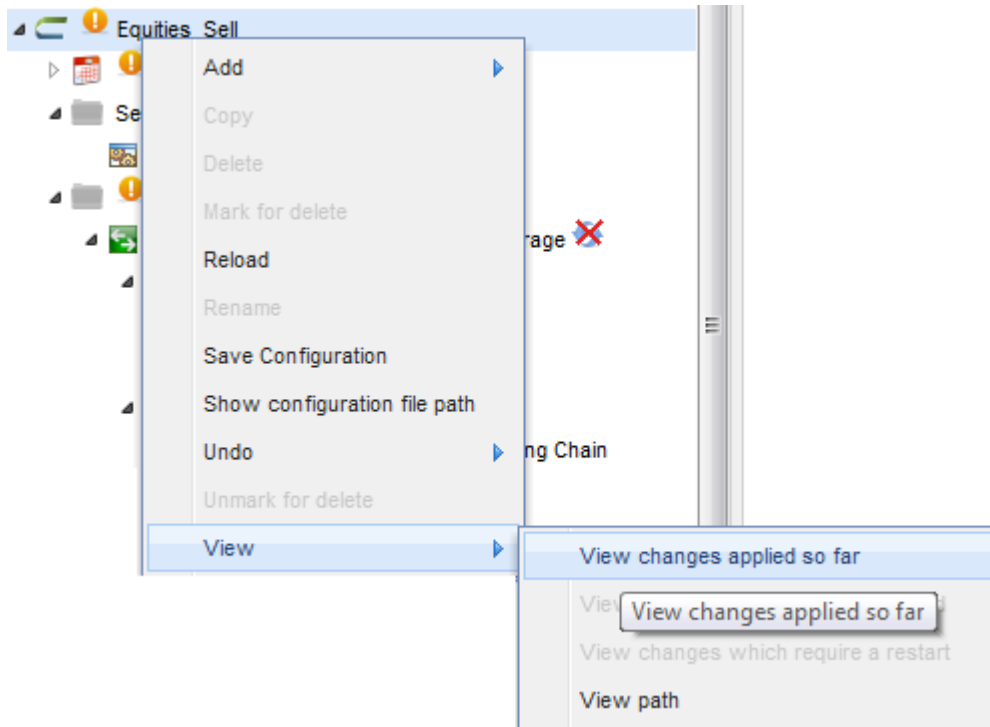 Equities Sell
Add
Se
Copy
Delete
Mark for delete
rage
Reload
Rename
Save Configuration
Show configuration file path
Undo
ng Chain
Unmark for delete
View
View changes applied so far
View changes applied so far
View changes which require a restart
View path